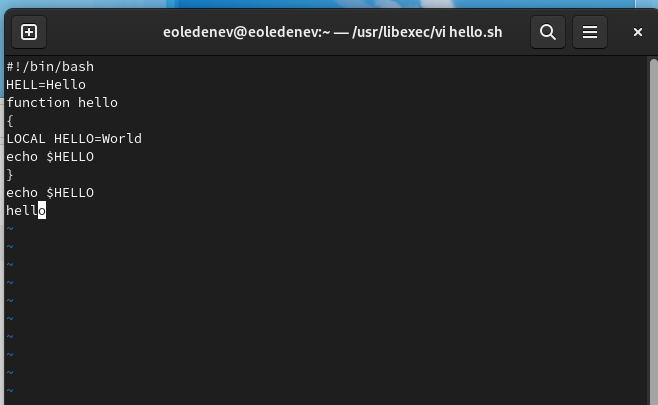 eoledenev@eoledenev:~ — /usr/libexec/vi hello.sh
#!/bin/bash
HELL=Hello
function hello
{
LOCAL HELLO=World
echo $HELLO
}
echo $HELLO
hello
~
~
~
~
~
~
~
~
~
~